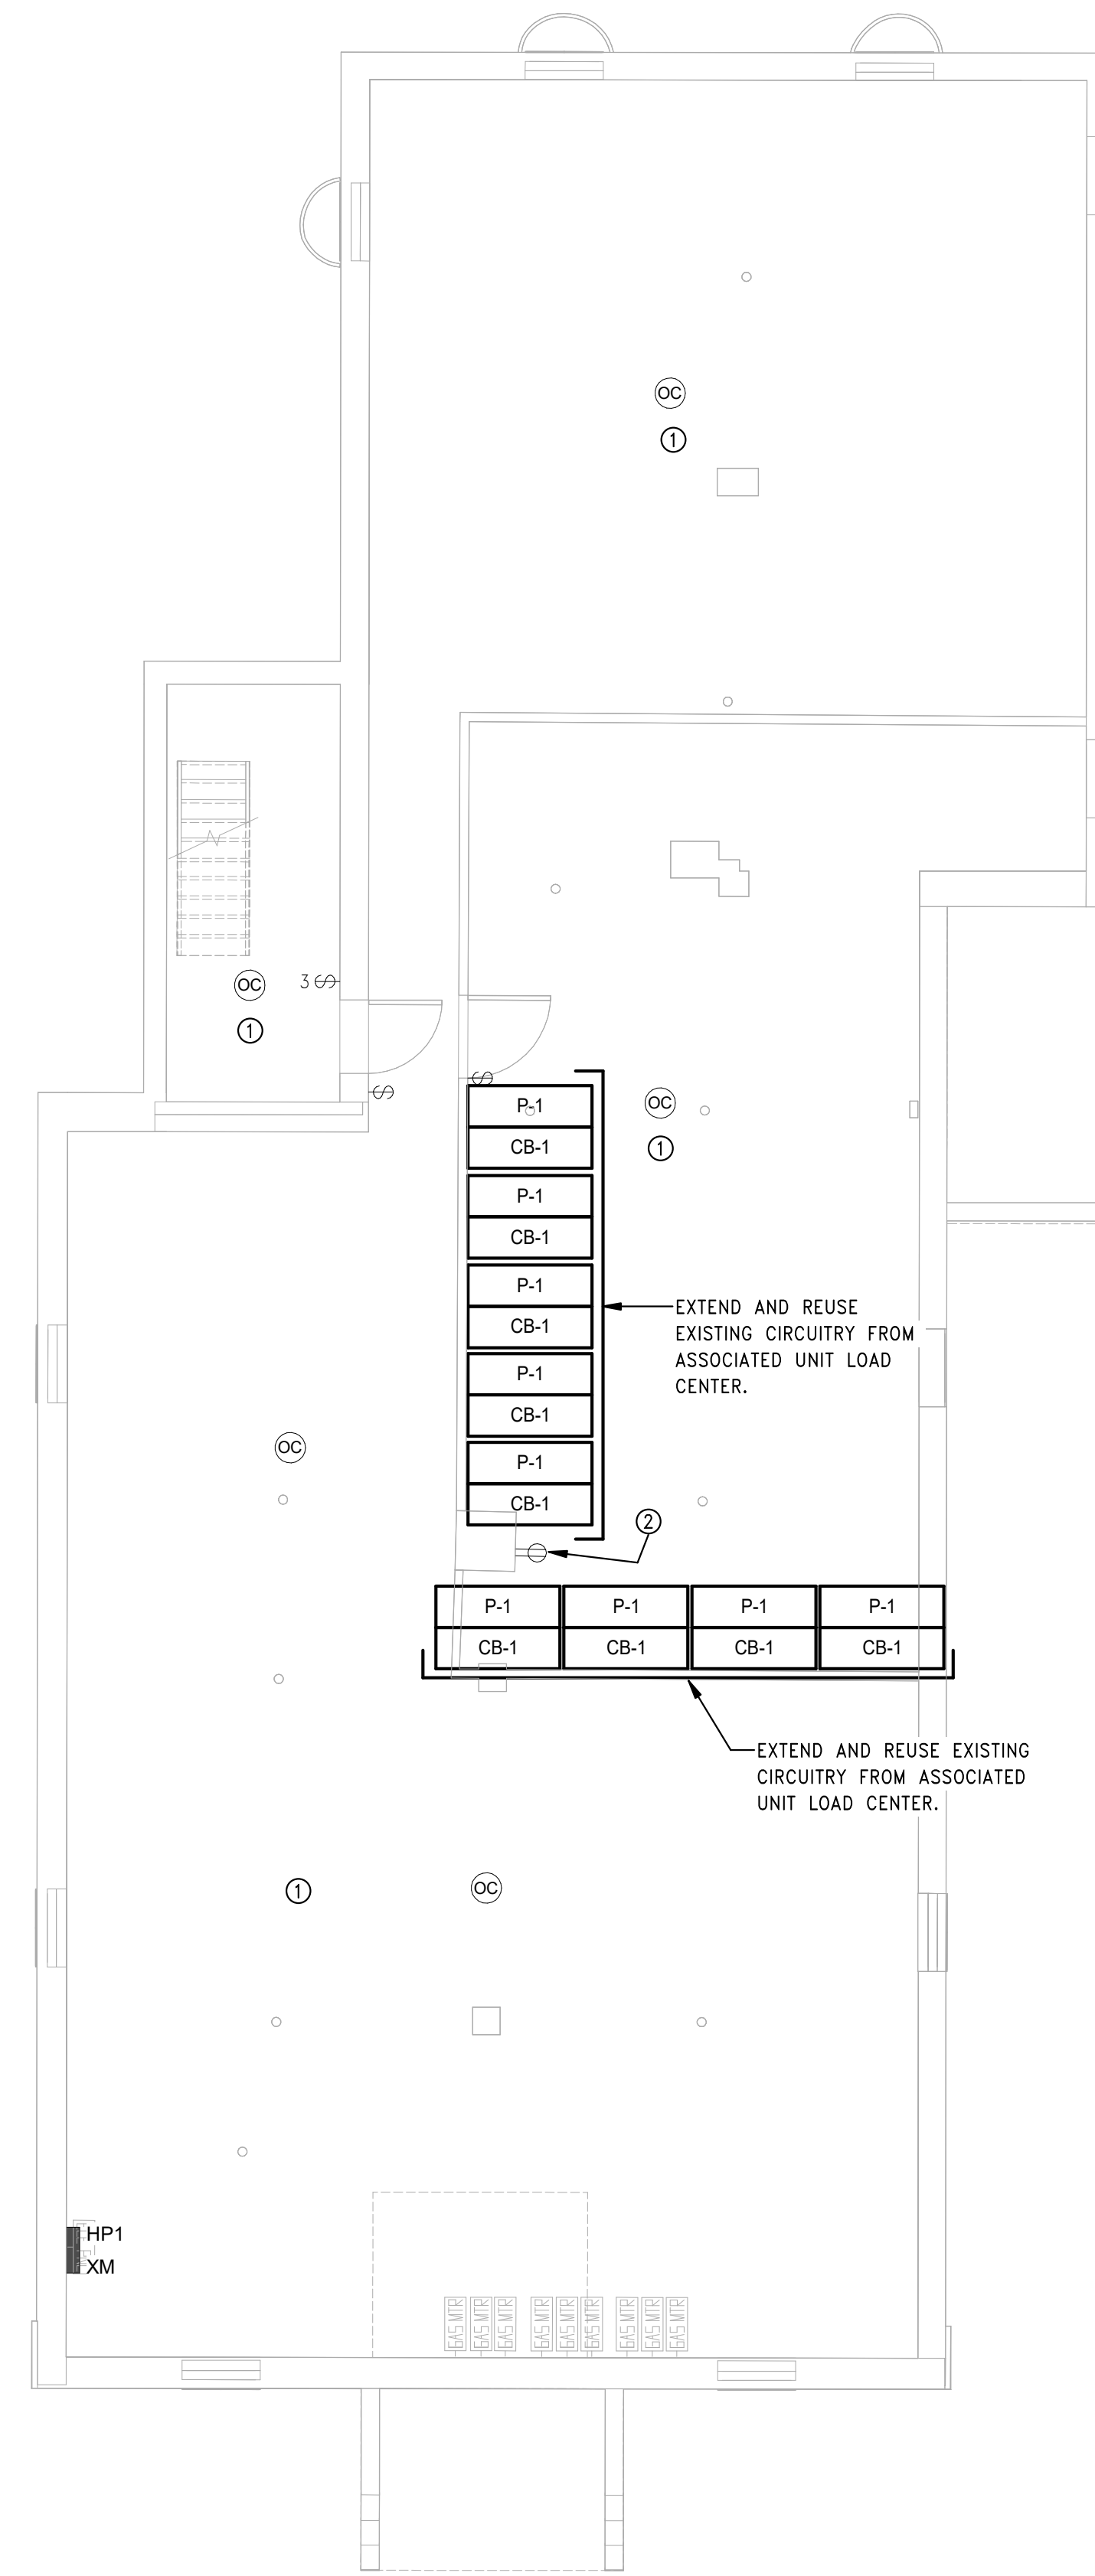 OC
1
3 $
OC
1
$
$
P-1
CB-1
OC
1
P-1
CB-1
P-1
CB-1
P-1
CB-1
P-1
CB-1
EXTEND AND REUSE
EXISTING CIRCUITRY FROM
ASSOCIATED UNIT LOAD
CENTER.
OC
2
P-1 P-1 P-1 P-1
CB-1 CB-1 CB-1 CB-1
EXTEND AND REUSE EXISTING
CIRCUITRY FROM ASSOCIATED
UNIT LOAD CENTER.
1
OC
HP1
XM
GAS MTR
GAS MTR
GAS MTR
GAS MTR
GAS MTR
GAS MTR
GAS MTR
GAS MTR
GAS MTR